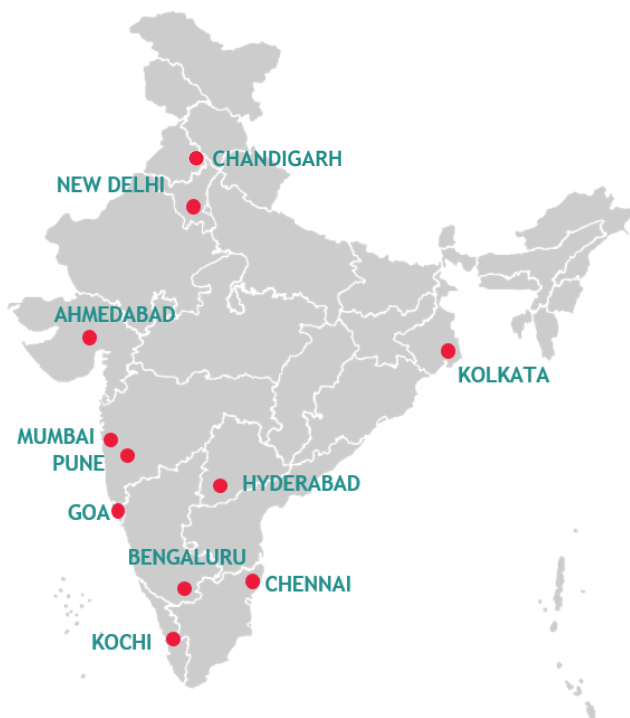 CHANDIGARH
NEW DELHI
AHMEDABAD
KOLKATA
MUMBAI
PUNE
HYDERABAD
GOA
BENGALURU
CHENNAI
KOCHI